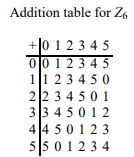 Addition table for Z6
+ 0 1 2 3 4 5
0 0 1 2 3 4 5
1 1 2 3 4 5 0
2 2 3 4 5 0 1
3 3 4 5 0 1 2
4 4 5 0 1 2 3
5 5 0 1 2 3 4